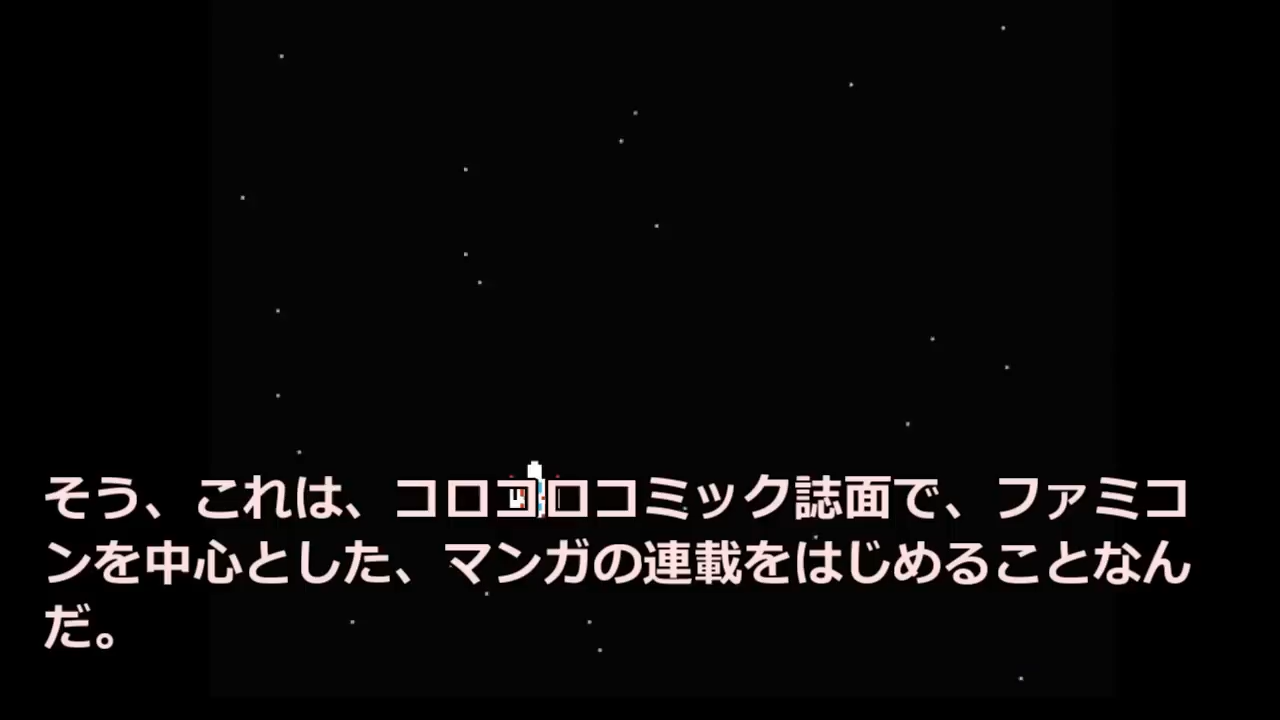 そう、これは、コロコロコミック誌面で、ファミコ
ンを中心とした、マンガの連載をはじめることなん
だ。